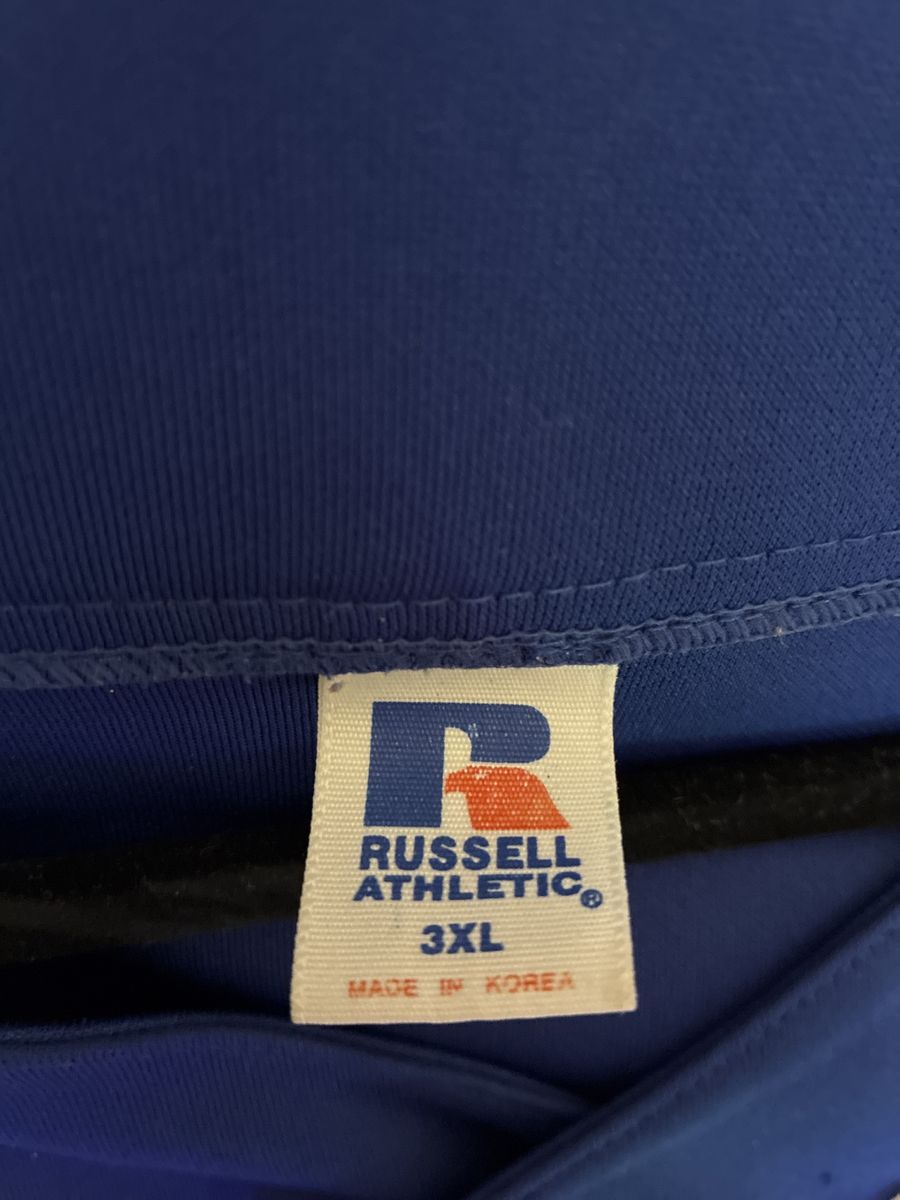 R
RUSSELL
ATHLETIC®
3XL
MADE IN KOREA